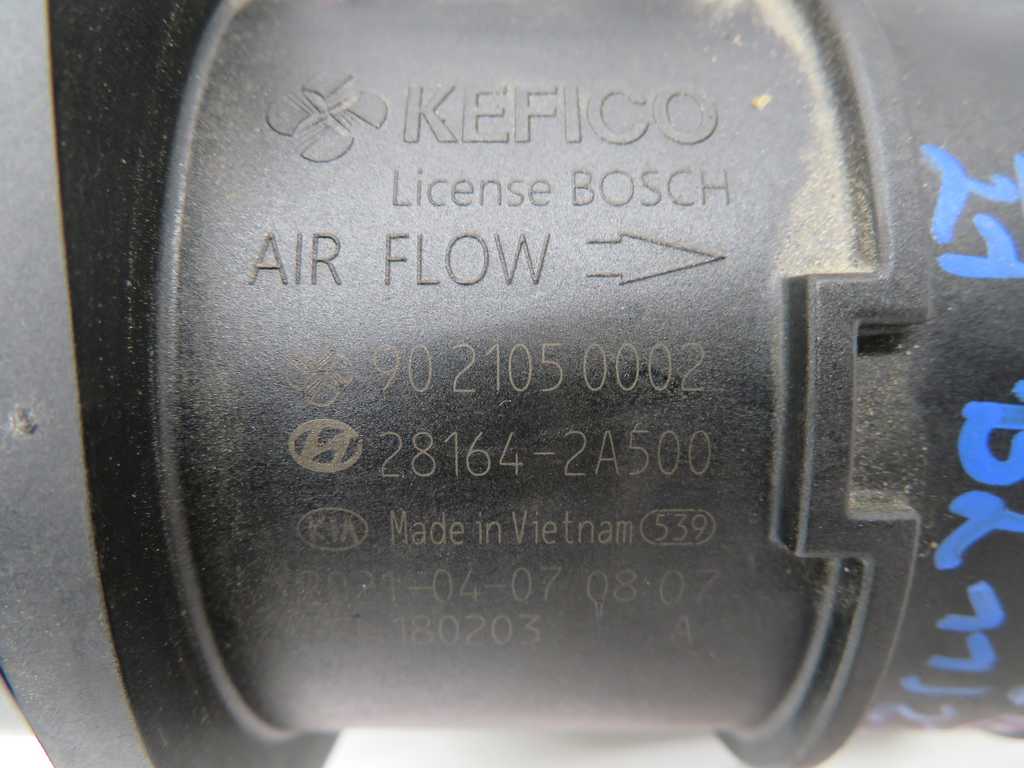 KEFICO
License BOSCH
AIR FLOW
90 2105 0002
28164-2A500
KIA Made in Vietnam 539
2021-04-07 08:07
180203 A